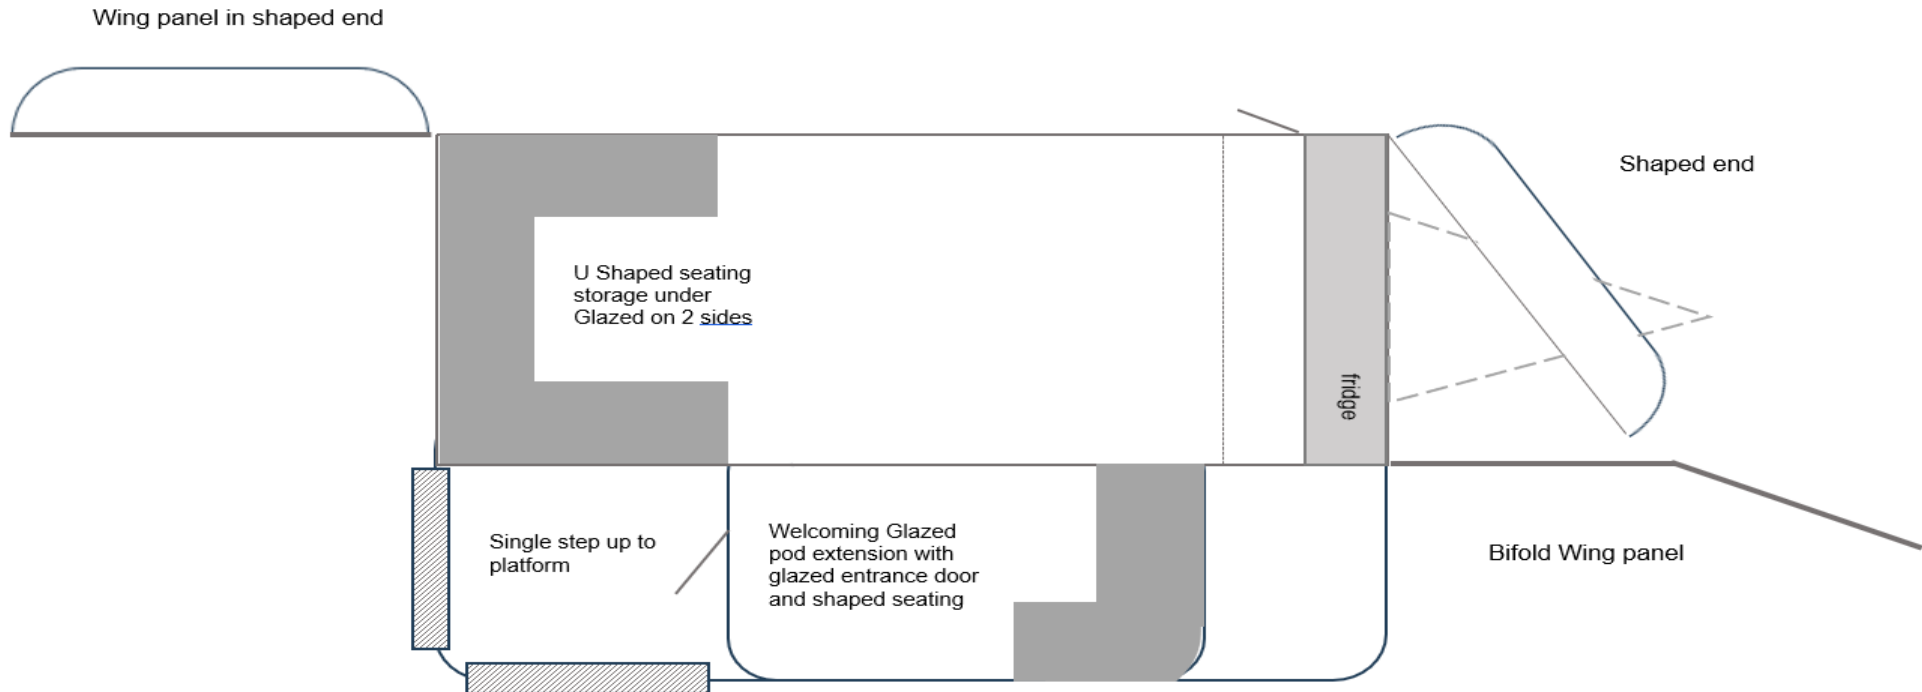 Wing panel in shaped end
Shaped end
U Shaped seating
storage under
Glazed on 2 sides
fridge
Single step up to
platform
Welcoming Glazed
pod extension with
glazed entrance door
and shaped seating
Bifold Wing panel